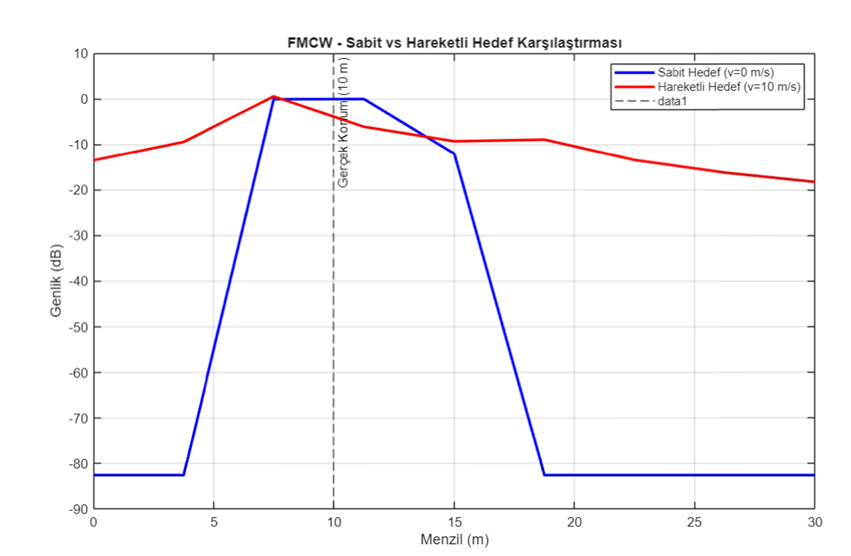 FMCW - Sabit vs Hareketli Hedef Karşılaştırması
Sabit Hedef (v=0 m/s)
Hareketli Hedef (v=10 m/s)
data1
Gerçek Konum (10 m)
Genlik (dB)
10
0
-10
-20
-30
-40
-50
-60
-70
-80
-90
0
5
10
15
20
25
30
Menzil (m)